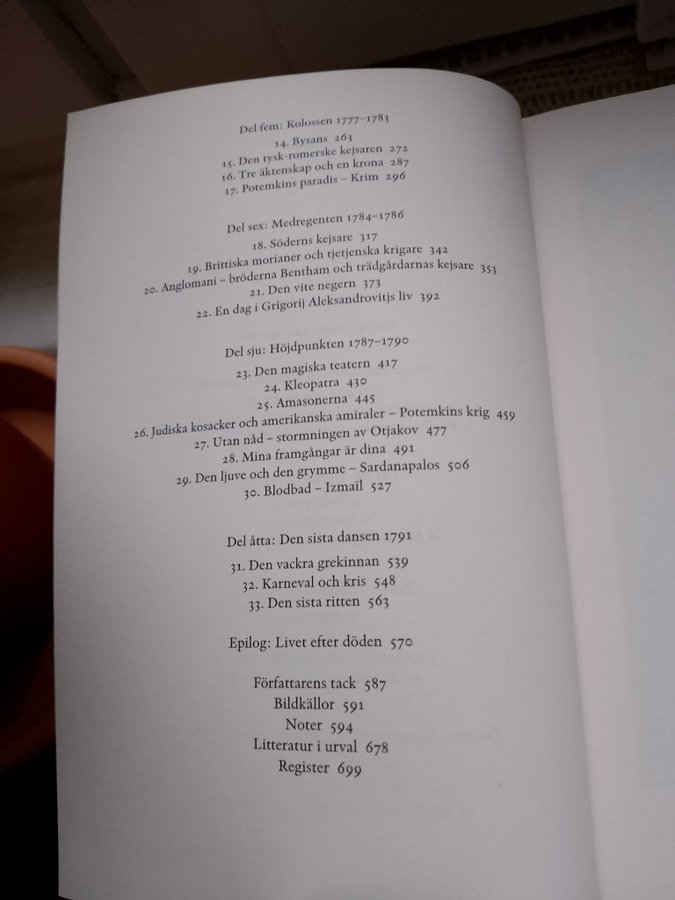 Del fem: Kolossen 1777–1783
14. Bysans 263
15. Den tysk-romerske kejsaren 272
16. Tre äktenskap och en krona 287
17. Potemkins paradis – Krim 296
Del sex: Medregenten 1784–1786
18. Söderns kejsare 317
19. Brittiska morianer och tjetjenska krigare 342
20. Anglomani – bröderna Bentham och trädgårdarnas kejsare 353
21. Den vite negern 373
22. En dag i Grigorij Aleksandrovitjs liv 392
Del sju: Höjdpunkten 1787–1790
23. Den magiska teatern 417
24. Kleopatra 430
25. Amasonerna 445
26. Judiska kosacker och amerikanska amiraler – Potemkins krig 459
27. Utan nåd – stormningen av Otjakov 477
28. Mina framgångar är dina 491
29. Den ljuve och den grymme – Sardanapalos 506
30. Blodbad – Izmaïl 527
Del åtta: Den sista dansen 1791
31. Den vackra grekinnan 539
32. Karneval och kris 548
33. Den sista ritten 563
Epilog: Livet efter döden 570
Författarens tack 587
Bildkällor 591
Noter 594
Litteratur i urval 678
Register 699